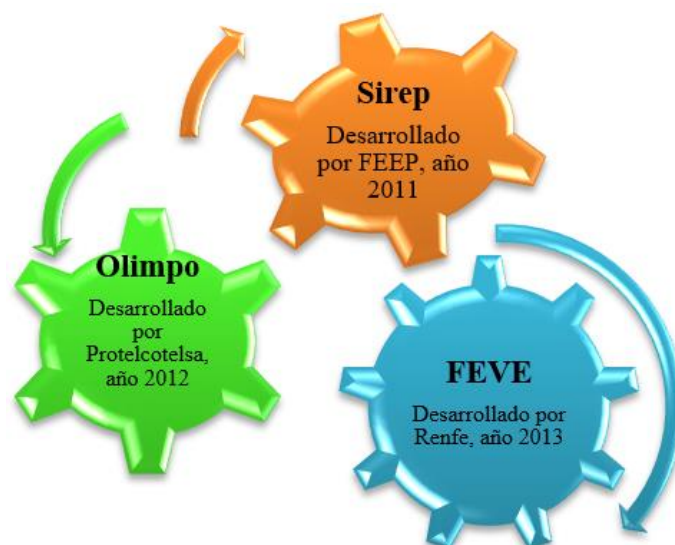 Sirep
Desarrollado
por FEEP, año
2011
Olimpo
Desarrollado
por
Protelcotelsa,
año 2012
FEVE
Desarrollado por
Renfe, año 2013